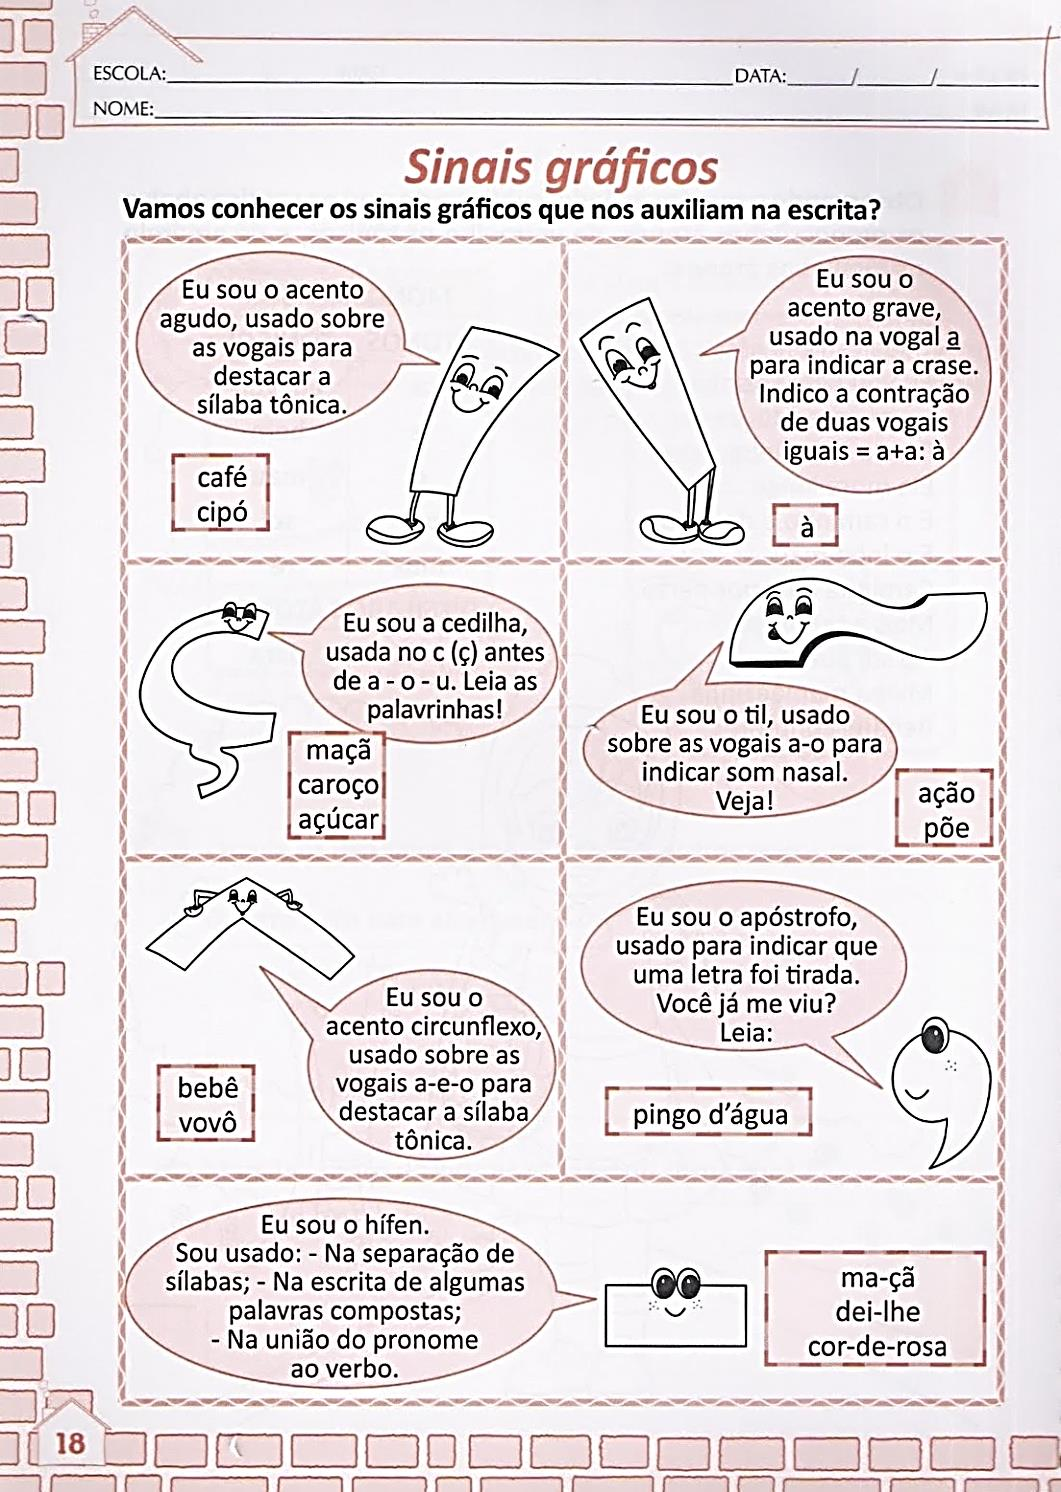 ESCOLA: DATA: / /
NOME:
Sinais gráficos
Vamos conhecer os sinais gráficos que nos auxiliam na escrita?
Eu sou o acento
agudo, usado sobre
as vogais para
destacar a
sílaba tônica.
café
cipó
Eu sou o
acento grave,
usado na vogal a
para indicar a crase.
Indico a contração
de duas vogais
iguais = a+a: à
à
Eu sou a cedilha,
usada no c (ç) antes
de a - o - u. Leia as
palavrinhas!
maçã
caroço
açúcar
Eu sou o til, usado
sobre as vogais a-o para
indicar som nasal.
Veja!
ação
põe
Eu sou o
acento circunflexo,
usado sobre as
vogais a-e-o para
destacar a sílaba
tônica.
bebê
vovô
Eu sou o apóstrofo,
usado para indicar que
uma letra foi tirada.
Você já me viu?
Leia:
pingo d’água
Eu sou o hífen.
Sou usado: - Na separação de
sílabas; - Na escrita de algumas
palavras compostas;
- Na união do pronome
ao verbo.
ma-çã
dei-lhe
cor-de-rosa
18